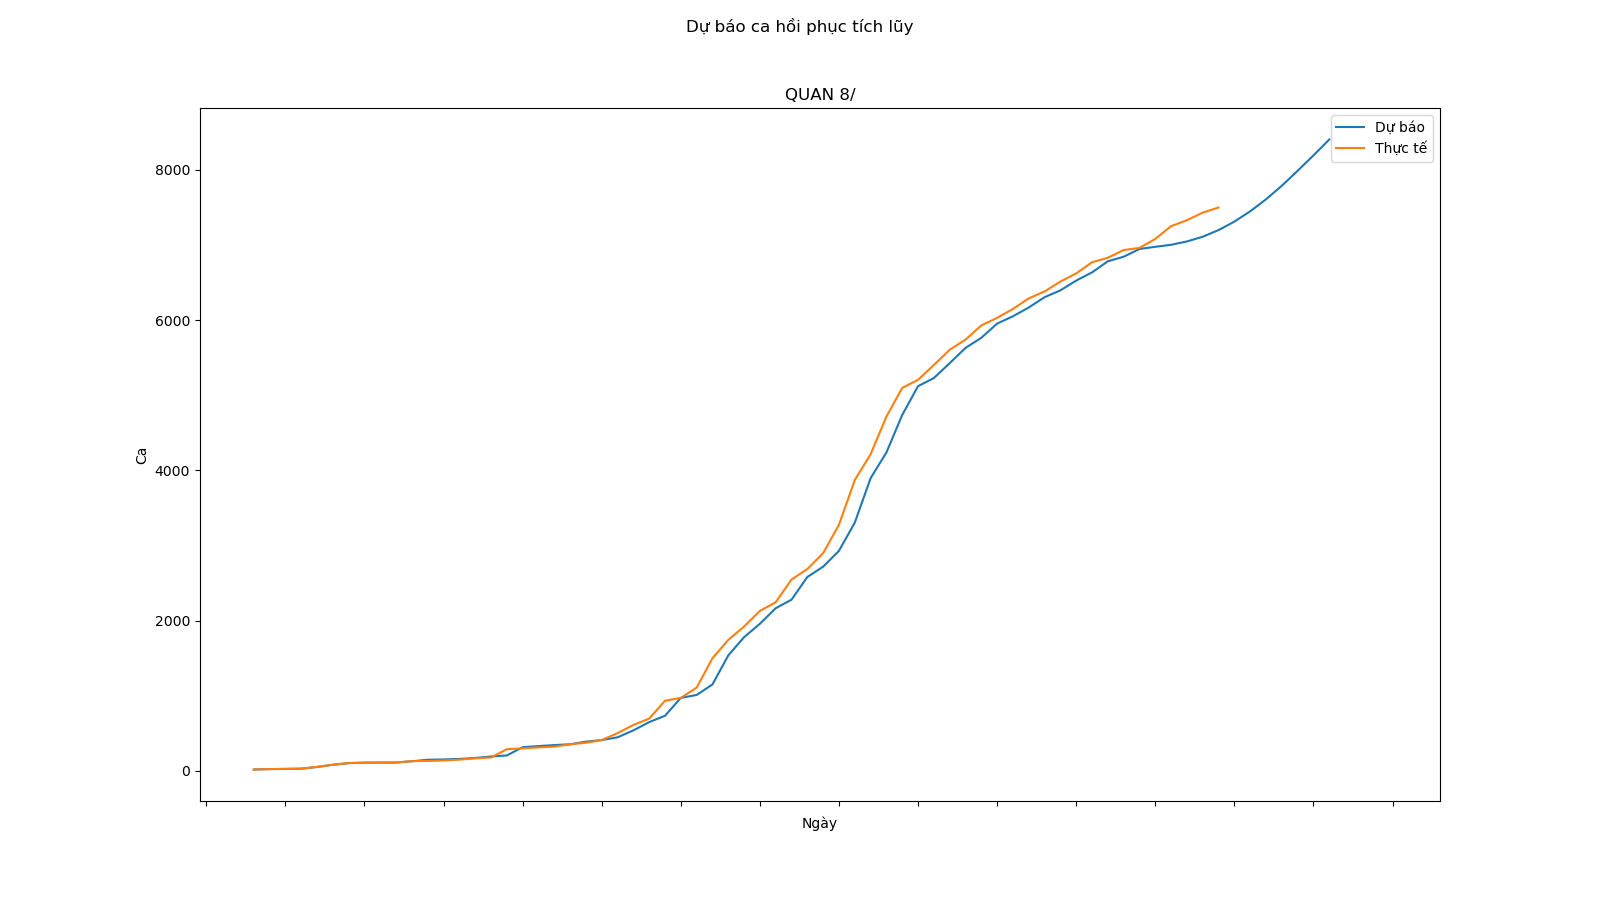 Dự báo ca hồi phục tích lũy
QUAN 8/
Dự báo
Thực tế
8000
6000
4000
2000
0
Ca
Ngày